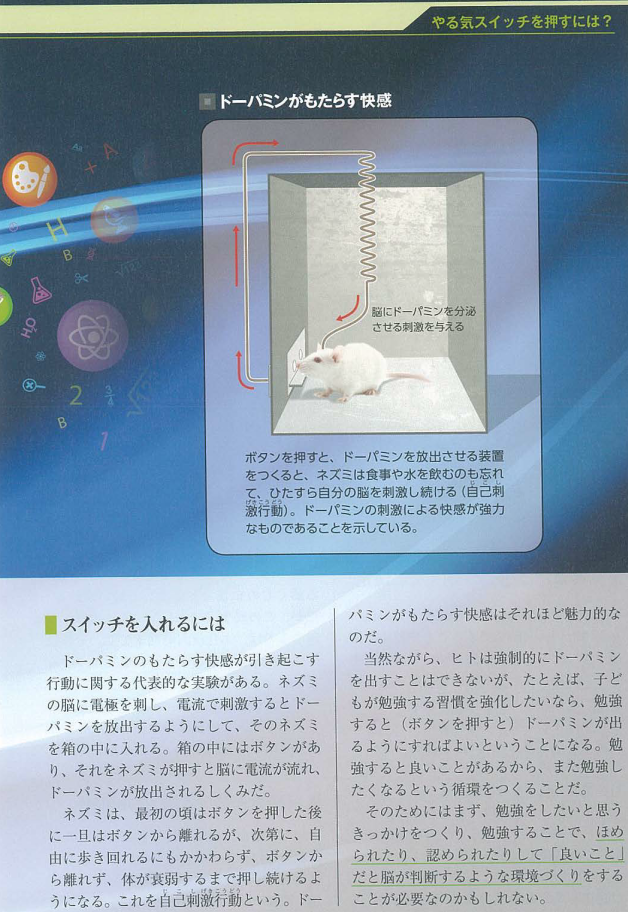 やる気スイッチを押すには？
ドーパミンがもたらす快感
脳にドーパミンを分泌
させる刺激を与える
ボタンを押すと、ドーパミンを放出させる装置
をつくると、ネズミは食事や水を飲むのも忘れ
て、ひたすら自分の脳を刺激し続ける（自己刺
激行動）。ドーパミンの刺激による快感が強力
なものであることを示している。
スイッチを入れるには
ドーパミンのもたらす快感が引き起こす
行動に関する代表的な実験がある。ネズミ
の脳に電極を刺し、電流で刺激するとドー
パミンを放出するようにして、そのネズミ
を箱の中に入れる。箱の中にはボタンがあ
り、それをネズミが押すと脳に電流が流れ、
ドーパミンが放出されるしくみだ。
ネズミは、最初の頃はボタンを押した後
に一旦はボタンから離れるが、次第に、自
由に歩き回れるにもかかわらず、ボタンか
ら離れず、体が衰弱するまで押し続けるよ
うになる。これを自己刺激行動という。ドー
パミンがもたらす快感はそれほど魅力的な
のだ。
当然ながら、ヒトは強制的にドーパミン
を出すことはできないが、たとえば、子ど
もが勉強する習慣を強化したいなら、勉強
すると（ボタンを押すと）ドーパミンが出
るようにすればよいということになる。勉
強すると良いことがあるから、また勉強し
たくなるという循環をつくることだ。
そのためにはまず、勉強をしたいと思う
きっかけをつくり、勉強することで、ほめ
られたり、認められたりして「良いこと」
だと脳が判断するような環境づくりをする
ことが必要なのかもしれない。
A
H
B
H₂O
2
B
1